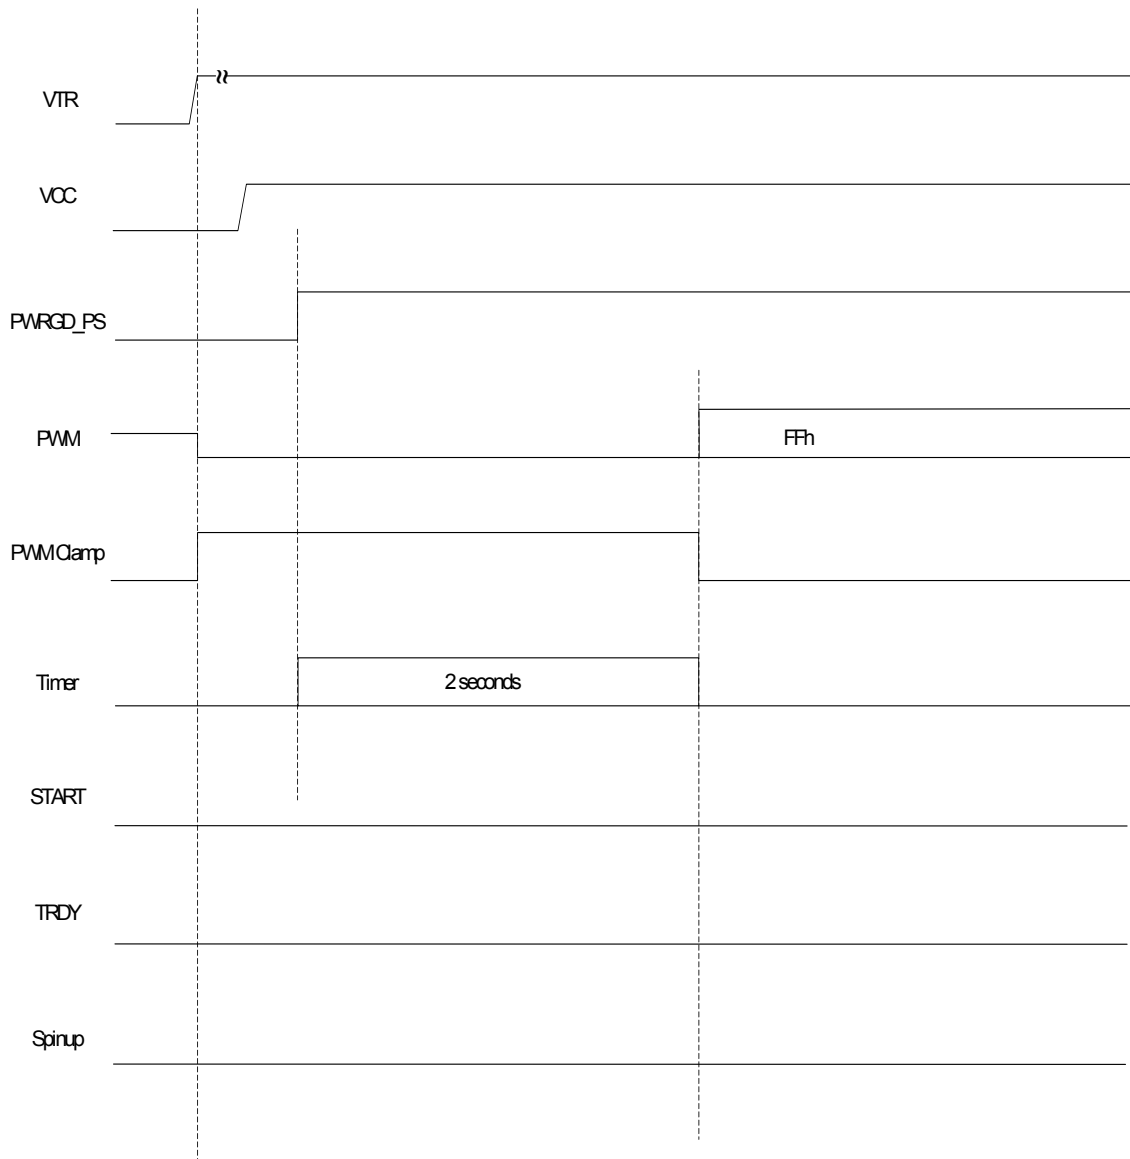 VTR
VCC
PWRGD_PS
PWM
FFh
PWM Clamp
Timer
2 seconds
START
TRDY
Spinup